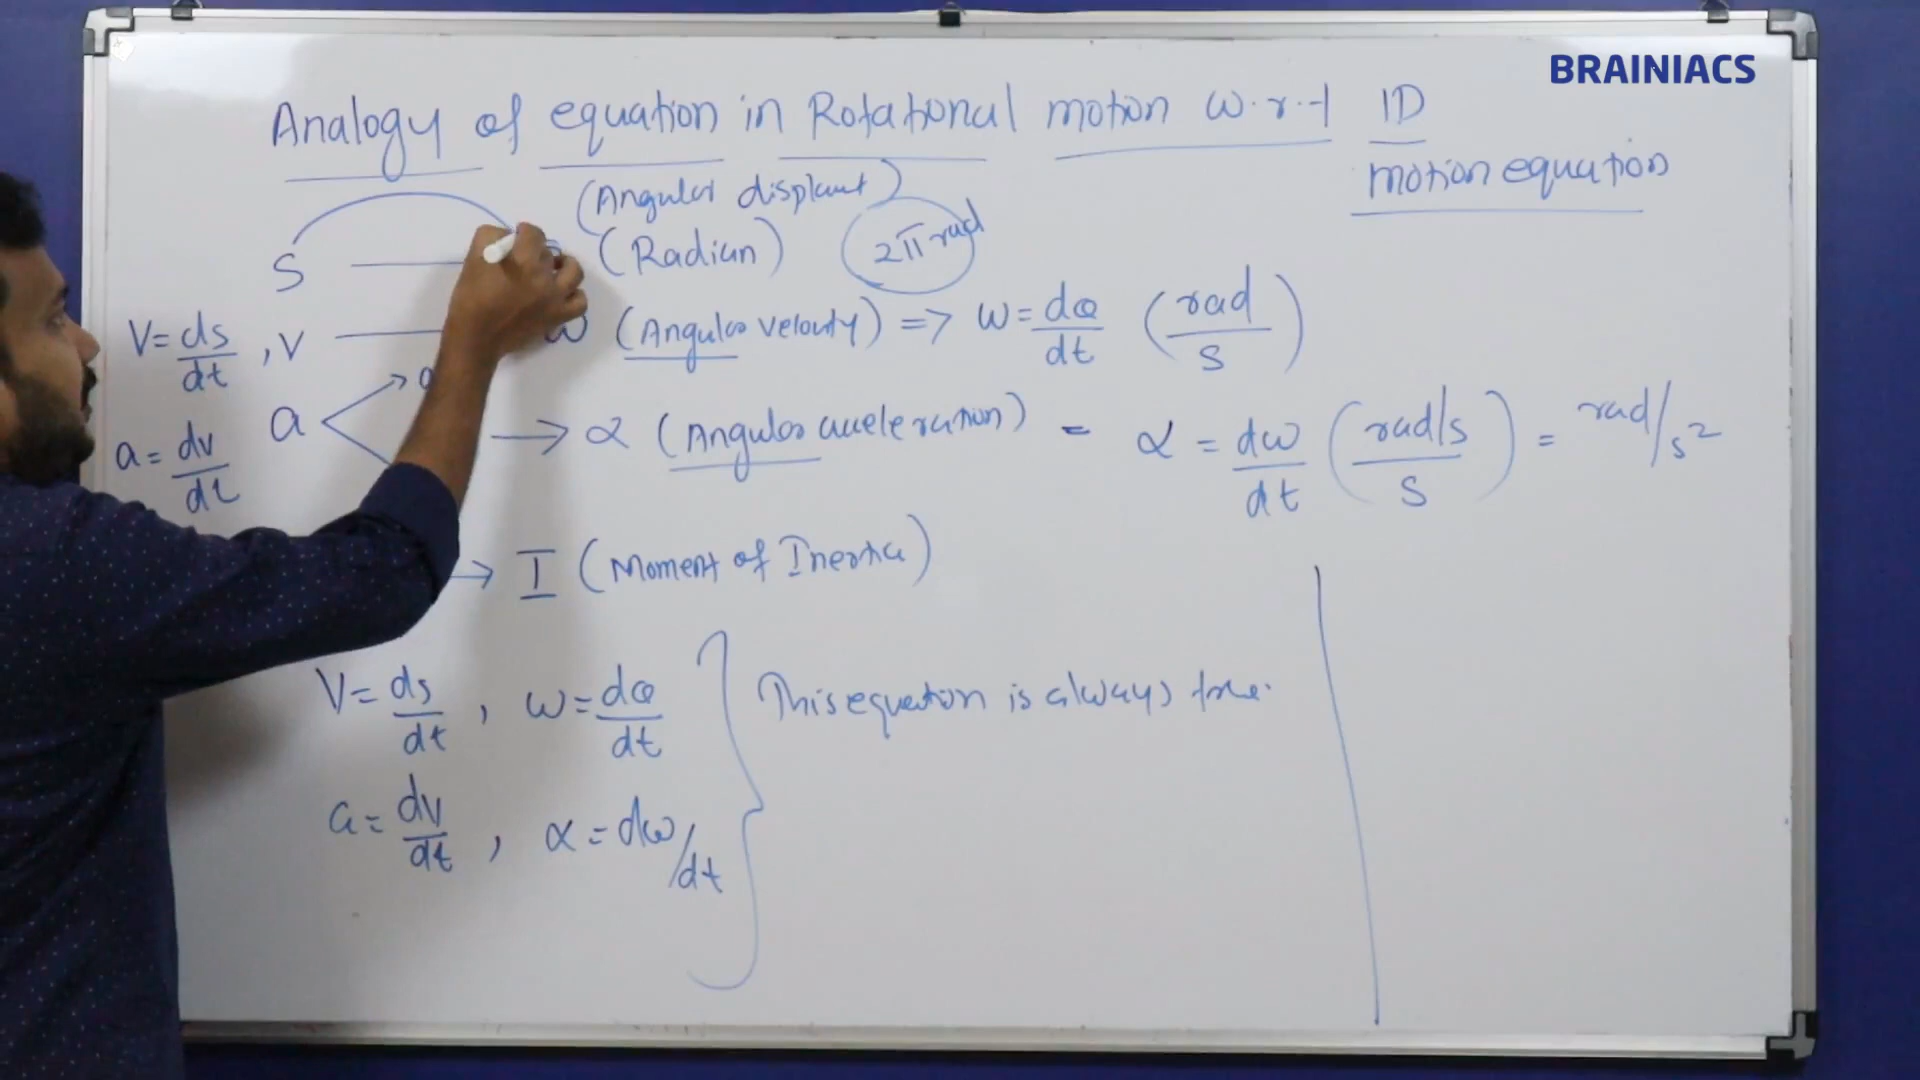 BRAINIACS
Analogy of equation in Rotational motion w.r.t 1D
motion equation
(Angular displant)
S (Radian) 2π rad
V=ds/dt , V ω (Angular velouty) => ω = dθ/dt (rad/s)
a = dv/dt a → α (Angular acceleration) = α = dω/dt (rad/s / s) = rad/s²
→ I (Moment of Inertia)
V = ds/dt , ω = dθ/dt } This equation is always true.
a = dv/dt , α = dω/dt